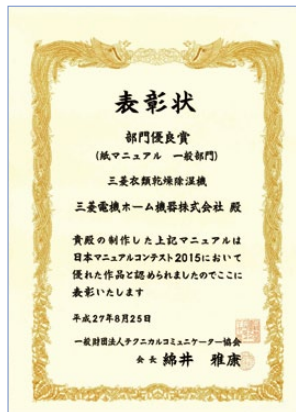 表彰状
部門優良賞
(紙マニュアル 一般部門)
三菱衣類乾燥除湿機
三菱電機ホーム機器株式会社 殿
貴殿の制作した上記マニュアルは
日本マニュアルコンテスト2015において
優れた作品と認められましたのでここに
表彰いたします
平成27年8月25日
一般財団法人テクニカルコミュニケーター協会
会長 綿井 雅康